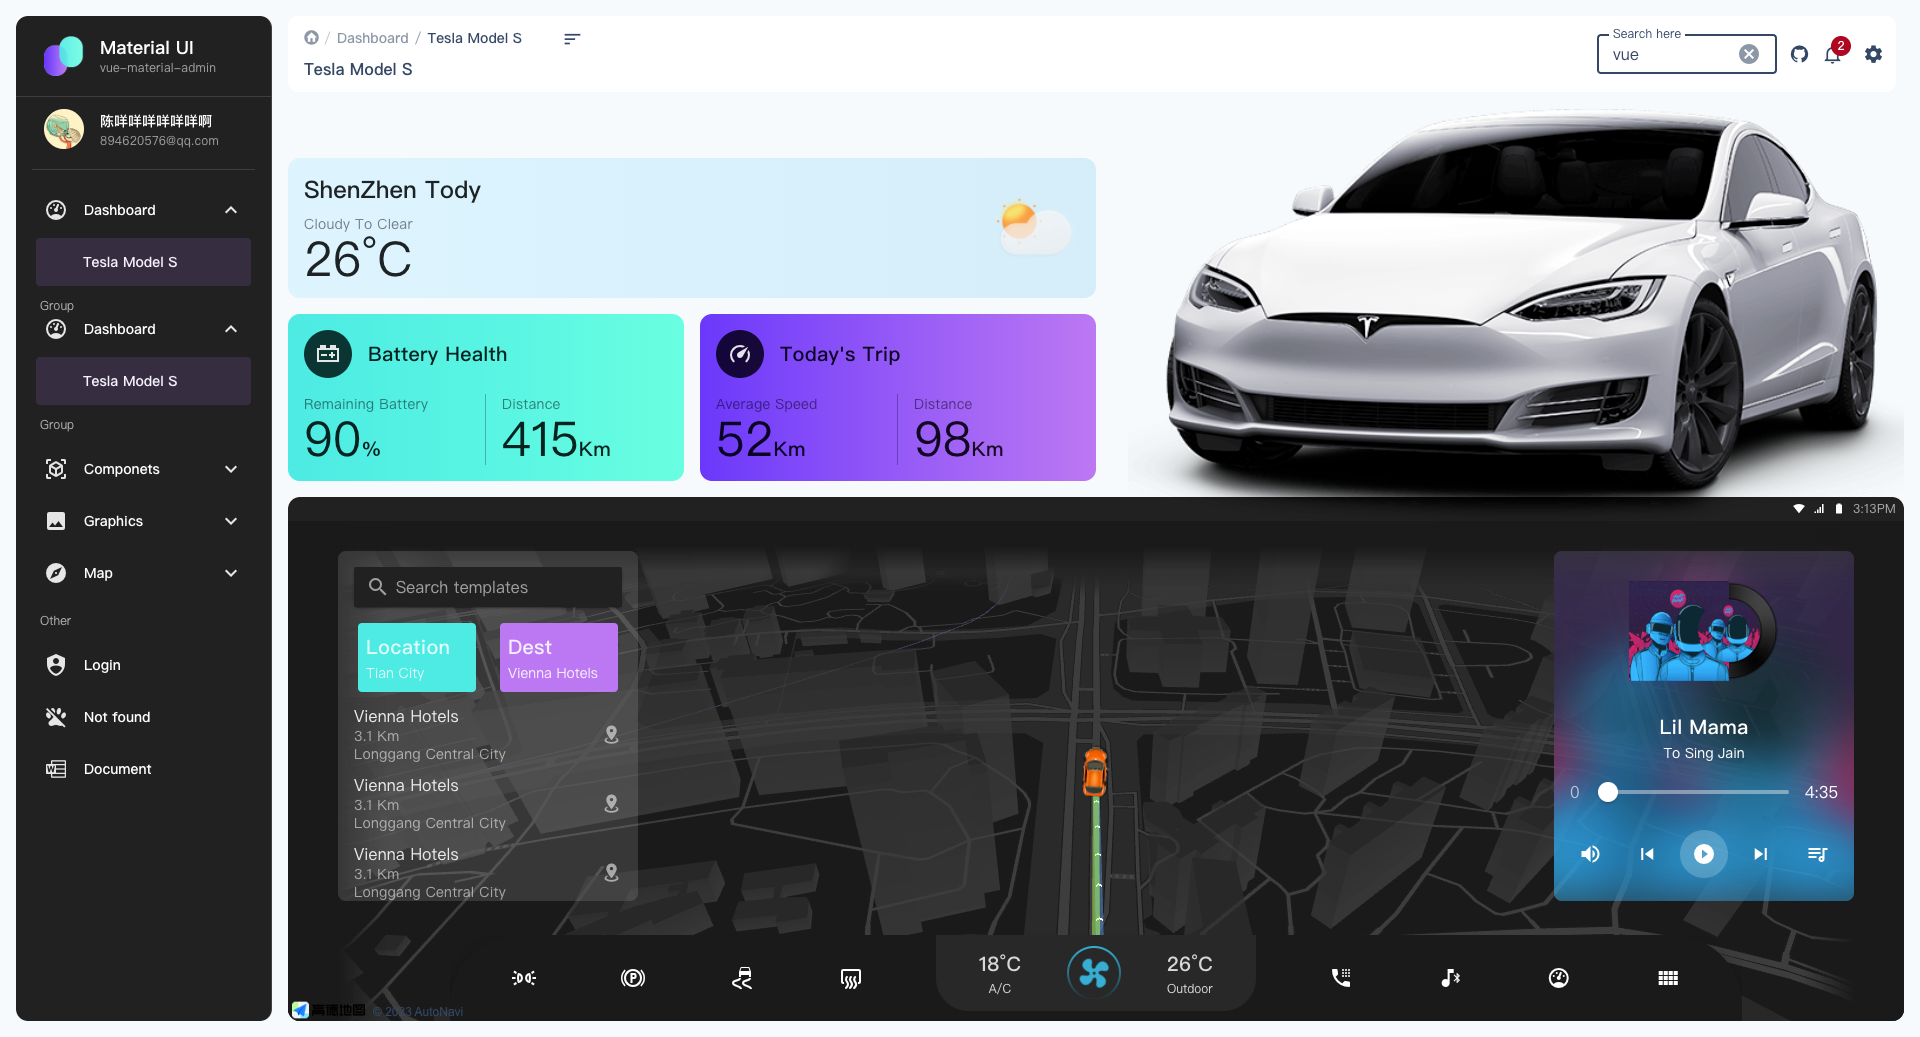 Material UI
vue-material-admin
陈咩咩咩咩咩咩啊
894620576@qq.com
Dashboard
Tesla Model S
Group
Dashboard
Tesla Model S
Group
Componets
Graphics
Map
Other
Login
Not found
Document
/ Dashboard / Tesla Model S
Tesla Model S
Search here
vue
2
ShenZhen Tody
Cloudy To Clear
26°C
Battery Health
Remaining Battery
90%
Distance
415Km
Today's Trip
Average Speed
52Km
Distance
98Km
3:13PM
Search templates
Location
Tian City
Dest
Vienna Hotels
Vienna Hotels
3.1 Km
Longgang Central City
Vienna Hotels
3.1 Km
Longgang Central City
Vienna Hotels
3.1 Km
Longgang Central City
Lil Mama
To Sing Jain
0
4:35
18°C
A/C
26°C
Outdoor
高德地图
© 2023 AutoNavi